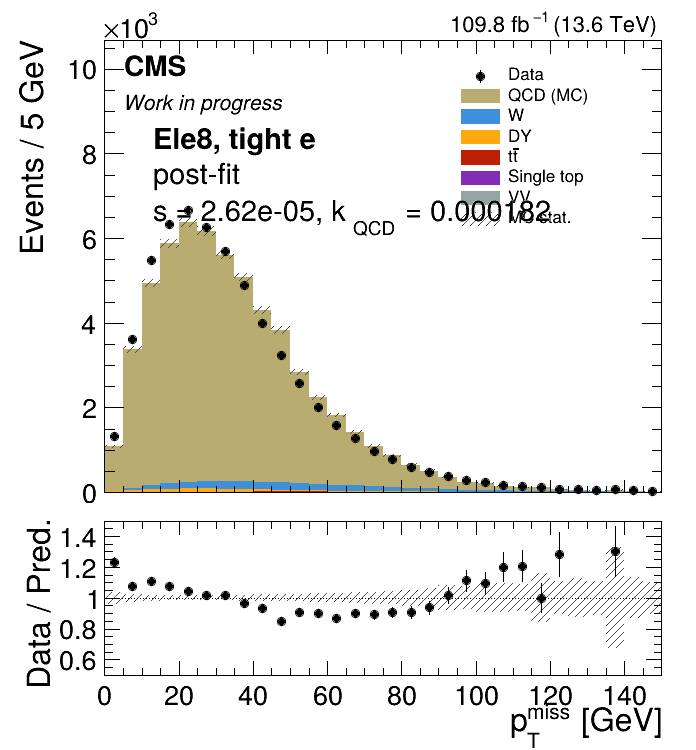 ×10³
109.8 fb⁻¹ (13.6 TeV)
Events / 5 GeV
CMS
Work in progress
Ele8, tight e
post-fit
s = 2.62e-05, k_QCD = 0.000182
Data
QCD (MC)
W
DY
tt̄
Single top
VV
MC stat.
10
8
6
4
2
0
Data / Pred.
1.4
1.2
1
0.8
0.6
0 20 40 60 80 100 120 140
p_T^miss [GeV]